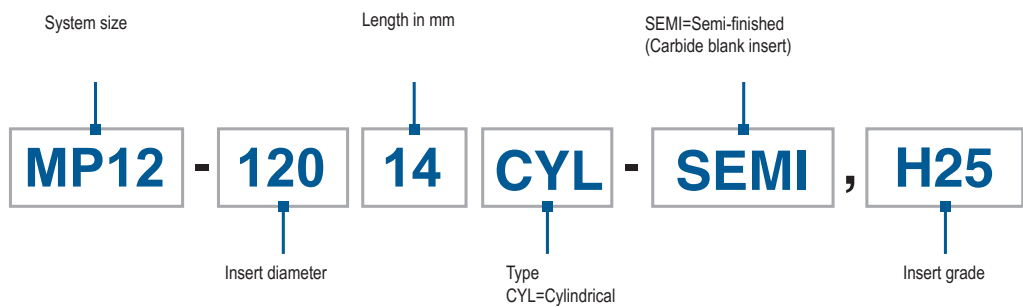 System size
Length in mm
SEMI=Semi-finished
(Carbide blank insert)
MP12 - 120 14 CYL - SEMI , H25
Insert diameter
Type
CYL=Cylindrical
Insert grade